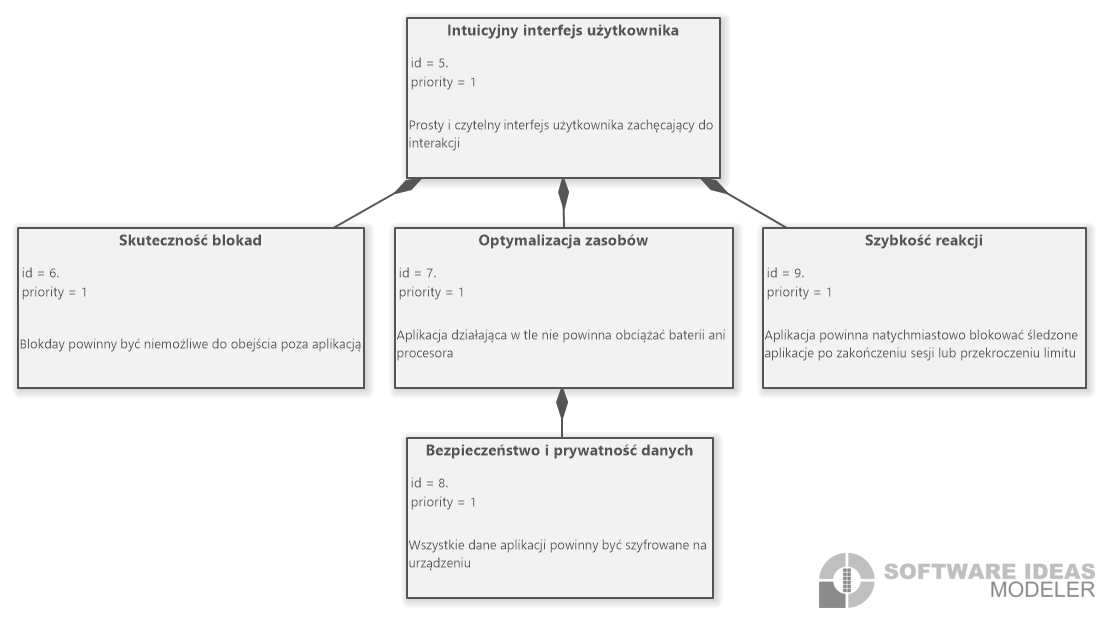 Intuicyjny interfejs użytkownika
id = 5.
priority = 1
Prosty i czytelny interfejs użytkownika zachęcający do
interakcji
Skuteczność blokad
id = 6.
priority = 1
Blokday powinny być niemożliwe do obejścia poza aplikacją
Optymalizacja zasobów
id = 7.
priority = 1
Aplikacja działająca w tle nie powinna obciążać baterii ani
procesora
Szybkość reakcji
id = 9.
priority = 1
Aplikacja powinna natychmiastowo blokować śledzone
aplikacje po zakończeniu sesji lub przekroczeniu limitu
Bezpieczeństwo i prywatność danych
id = 8.
priority = 1
Wszystkie dane aplikacji powinny być szyfrowane na
urządzeniu
SOFTWARE IDEAS
MODELER